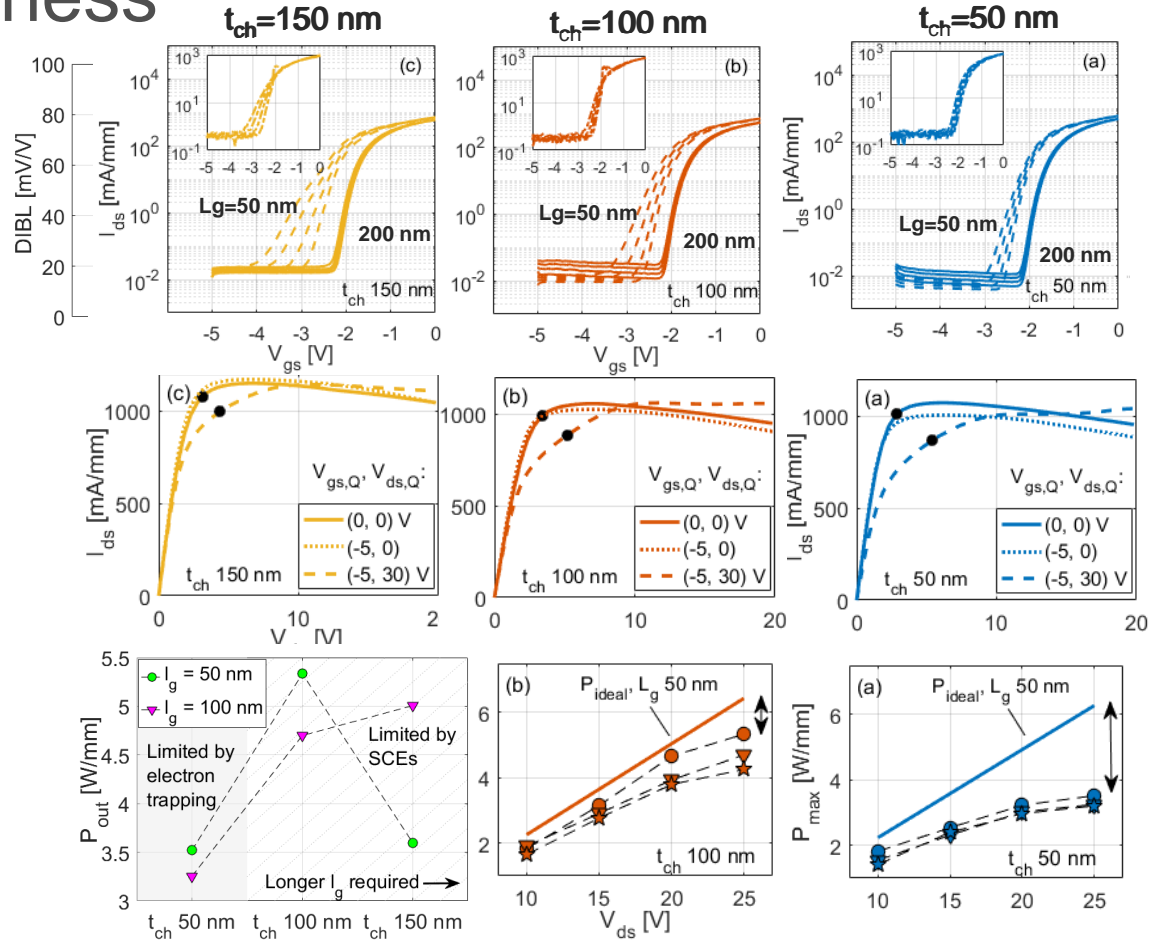 ness
t_ch=150 nm
t_ch=100 nm
t_ch=50 nm
DIBL [mV/V]
100
80
60
40
20
0
(c)
I_ds [mA/mm]
10^4
10^2
10^0
10^-2
10^3
10^1
10^-1
-5 -4 -3 -2 -1 0
Lg=50 nm
200 nm
t_ch 150 nm
-5 -4 -3 -2 -1 0
V_gs [V]
(b)
10^4
10^2
10^0
10^-2
10^3
10^1
10^-1
-5 -4 -3 -2 -1 0
Lg=50 nm
200 nm
t_ch 100 nm
-5 -4 -3 -2 -1 0
V_gs [V]
(a)
I_ds [mA/mm]
10^4
10^2
10^0
10^-2
10^3
10^1
10^-1
-5 -4 -3 -2 -1 0
Lg=50 nm
200 nm
t_ch 50 nm
-5 -4 -3 -2 -1 0
(c)
I_ds [mA/mm]
1000
500
0
V_gs,Q, V_ds,Q:
(0, 0) V
(-5, 0)
(-5, 30) V
t_ch 150 nm
0 10 2
(b)
1000
500
0
V_gs,Q, V_ds,Q:
(0, 0) V
(-5, 0)
(-5, 30) V
t_ch 100 nm
0 10 20
(a)
I_ds [mA/mm]
1000
500
0
V_gs,Q, V_ds,Q:
(0, 0) V
(-5, 0)
(-5, 30) V
t_ch 50 nm
0 10 20
P_out [W/mm]
5.5
5
4.5
4
3.5
3
l_g = 50 nm
l_g = 100 nm
Limited by
electron
trapping
Limited by
SCEs
Longer l_g required
t_ch 50 nm t_ch 100 nm t_ch 150 nm
(b)
P_ideal, L_g 50 nm
6
4
2
t_ch 100 nm
10 15 20 25
V_ds [V]
(a)
P_ideal, L_g 50 nm
P_max [W/mm]
6
4
2
t_ch 50 nm
10 15 20 25